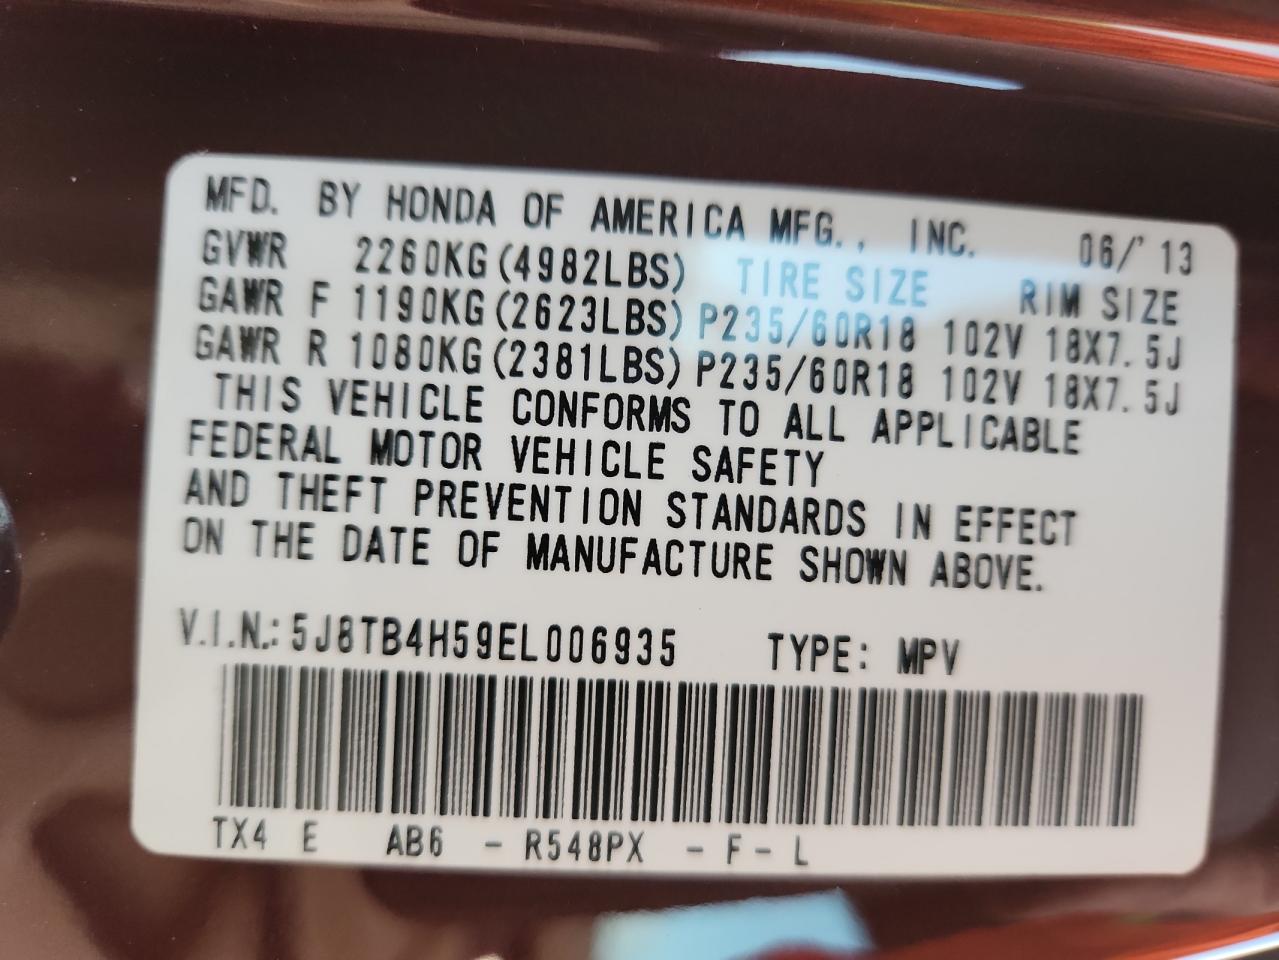 MFD. BY HONDA OF AMERICA MFG., INC. 06/'13
GVWR 2260KG(4982LBS) TIRE SIZE RIM SIZE
GAWR F 1190KG(2623LBS) P235/60R18 102V 18X7.5J
GAWR R 1080KG(2381LBS) P235/60R18 102V 18X7.5J
THIS VEHICLE CONFORMS TO ALL APPLICABLE
FEDERAL MOTOR VEHICLE SAFETY
AND THEFT PREVENTION STANDARDS IN EFFECT
ON THE DATE OF MANUFACTURE SHOWN ABOVE.
V.I.N.: 5J8TB4H59EL006935 TYPE: MPV
TX4 E AB6 - R548PX - F - L